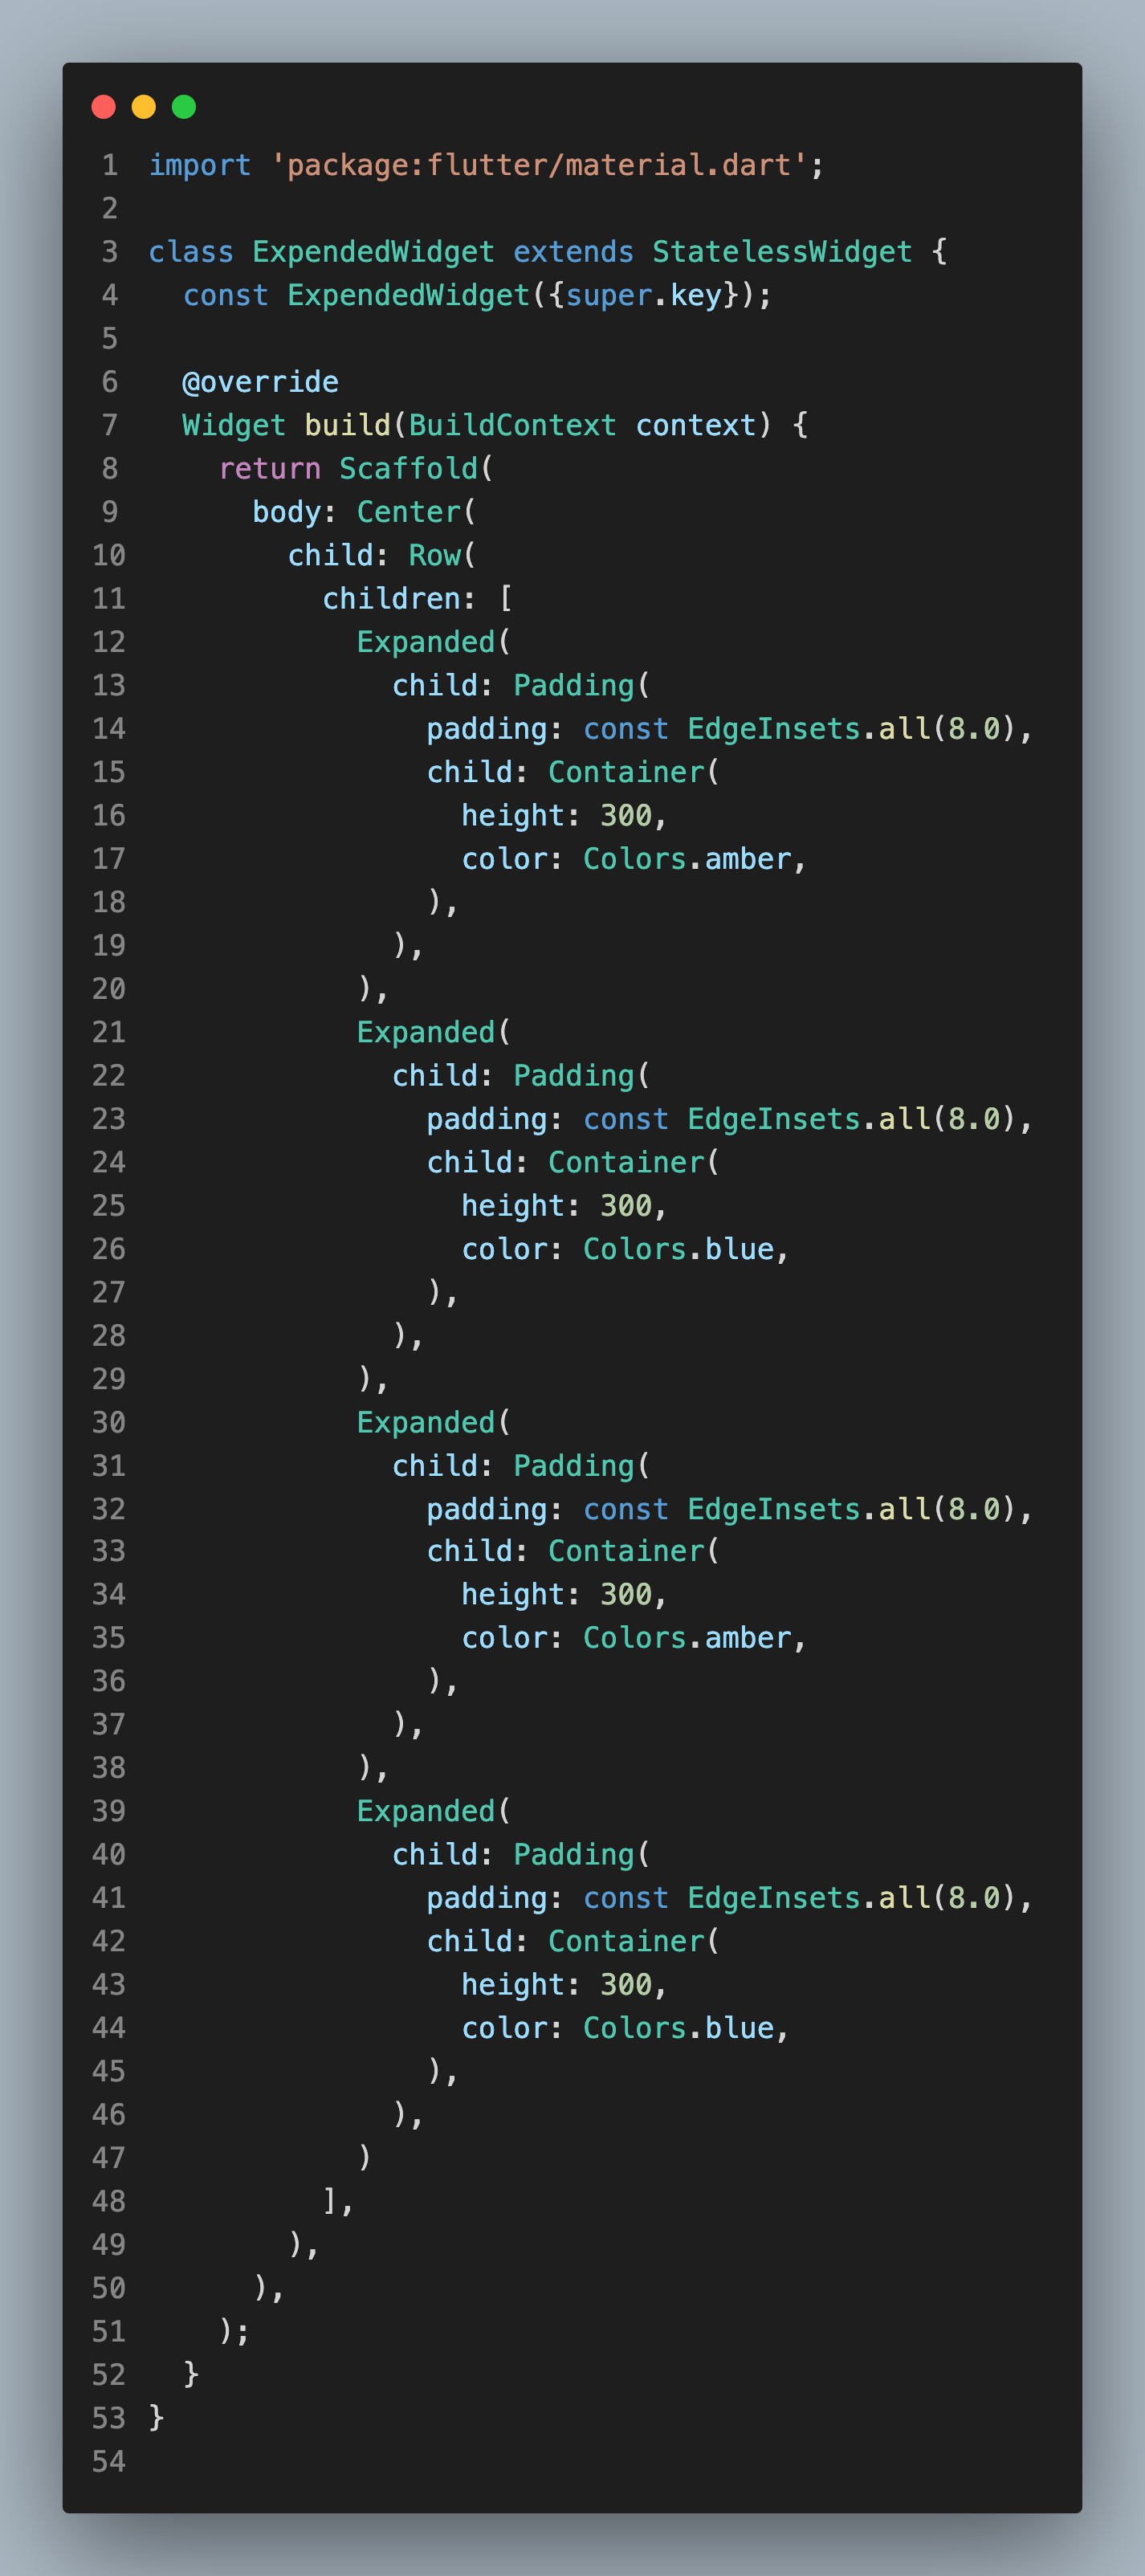 1 import 'package:flutter/material.dart';
2
3 class ExpendedWidget extends StatelessWidget {
4   const ExpendedWidget({super.key});
5
6   @override
7   Widget build(BuildContext context) {
8     return Scaffold(
9       body: Center(
10         child: Row(
11           children: [
12             Expanded(
13               child: Padding(
14                 padding: const EdgeInsets.all(8.0),
15                 child: Container(
16                   height: 300,
17                   color: Colors.amber,
18                 ),
19               ),
20             ),
21             Expanded(
22               child: Padding(
23                 padding: const EdgeInsets.all(8.0),
24                 child: Container(
25                   height: 300,
26                   color: Colors.blue,
27                 ),
28               ),
29             ),
30             Expanded(
31               child: Padding(
32                 padding: const EdgeInsets.all(8.0),
33                 child: Container(
34                   height: 300,
35                   color: Colors.amber,
36                 ),
37               ),
38             ),
39             Expanded(
40               child: Padding(
41                 padding: const EdgeInsets.all(8.0),
42                 child: Container(
43                   height: 300,
44                   color: Colors.blue,
45                 ),
46               ),
47             )
48           ],
49         ),
50       ),
51     );
52   }
53 }
54